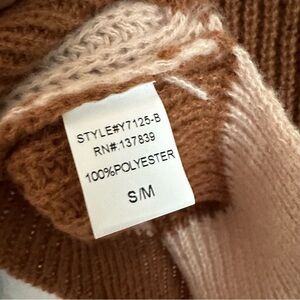 STYLE#Y7125-B
RN#.137839
100%POLYESTER
S/M